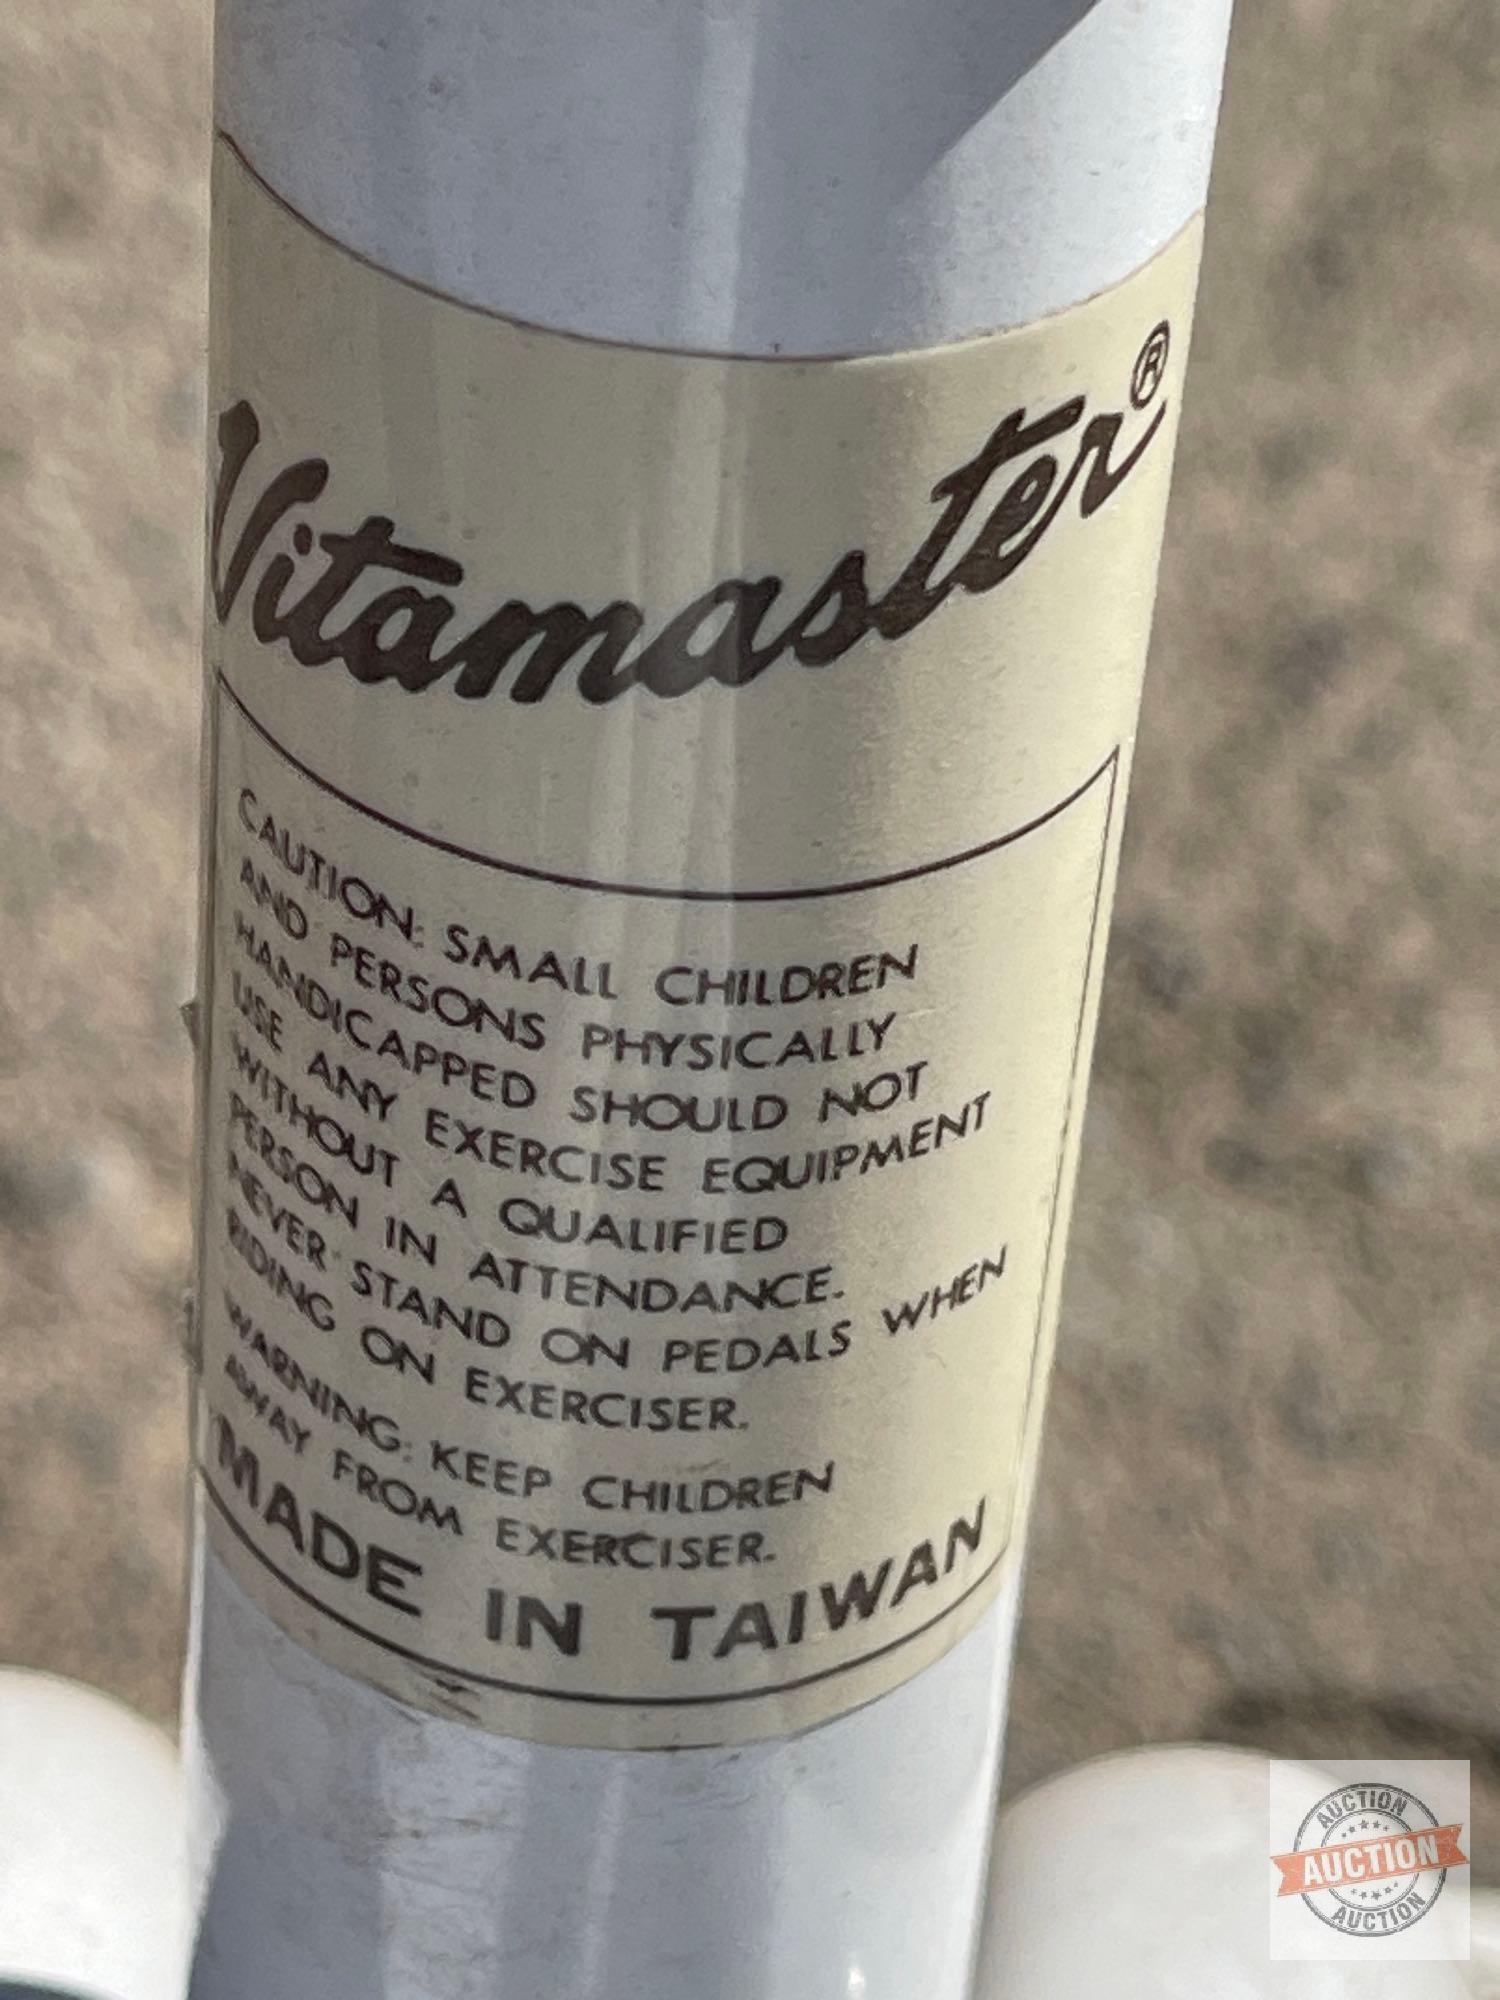 Vitamaster®
CAUTION: SMALL CHILDREN
AND PERSONS PHYSICALLY
HANDICAPPED SHOULD NOT
USE ANY EXERCISE EQUIPMENT
WITHOUT A QUALIFIED
PERSON IN ATTENDANCE.
NEVER STAND ON PEDALS WHEN
RIDING ON EXERCISER.
WARNING: KEEP CHILDREN
AWAY FROM EXERCISER.
MADE IN TAIWAN
AUCTION
AUCTION
AUCTION